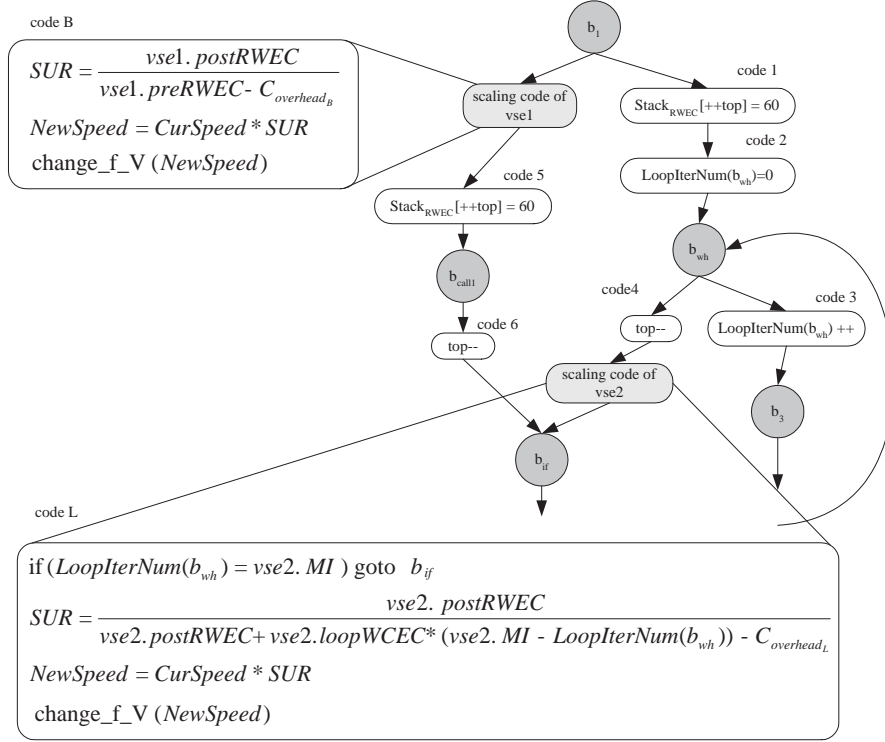 code B
SUR = vse1. postRWEC / vse1. preRWEC - C_overhead_B
NewSpeed = CurSpeed * SUR
change_f_V (NewSpeed)
b_1
scaling code of
vse1
code 1
Stack_RWEC[++top] = 60
code 2
LoopIterNum(b_wh)=0
code 5
Stack_RWEC[++top] = 60
b_wh
b_call1
code4
top--
code 3
LoopIterNum(b_wh) ++
code 6
top--
scaling code of
vse2
b_3
b_if
code L
if (LoopIterNum(b_wh) = vse2. MI ) goto b_if
SUR = vse2. postRWEC / vse2. postRWEC + vse2. loopWCEC* (vse2. MI - LoopIterNum(b_wh)) - C_overhead_L
NewSpeed = CurSpeed * SUR
change_f_V (NewSpeed)